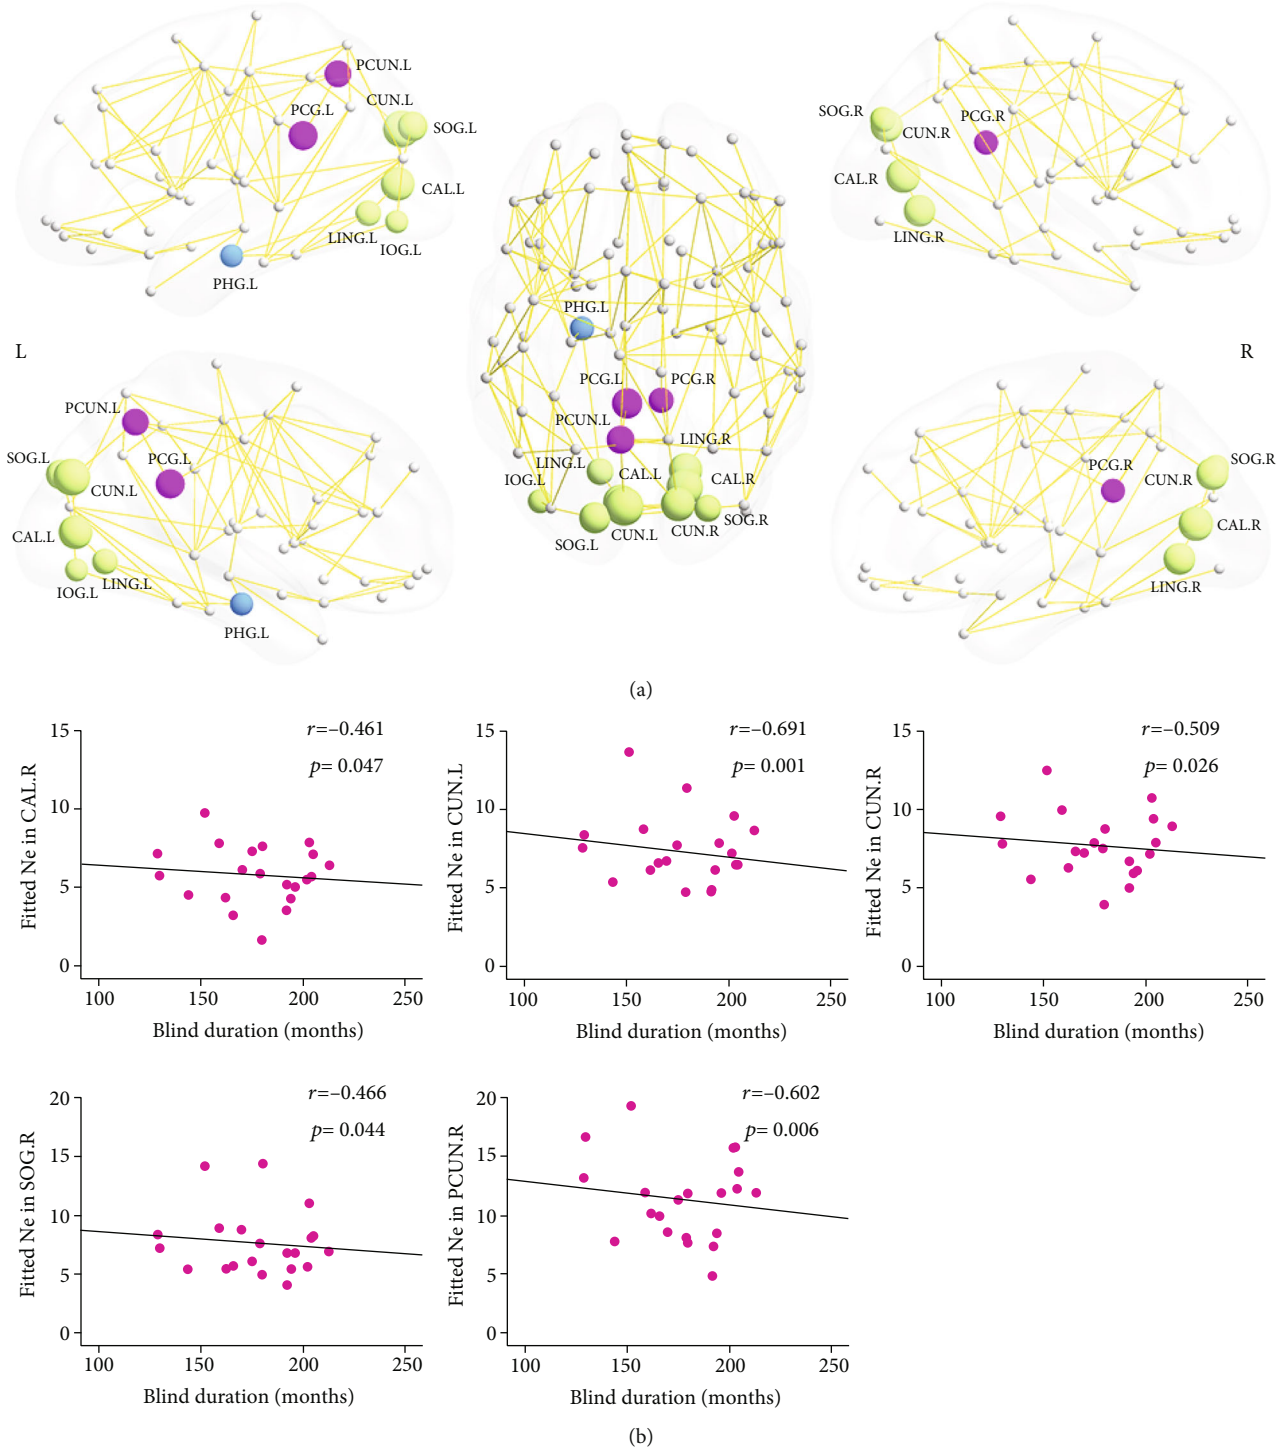 PCUN.L
CUN.L
PCG.L
SOG.L
CAL.L
LING.L
IOG.L
PHG.L
SOG.R
PCG.R
CUN.R
CAL.R
LING.R
PHG.L
PCG.L
PCG.R
PCUN.L
LING.R
LING.L
IOG.L
CAL.L
CAL.R
SOG.R
SOG.L
CUN.L
CUN.R
L
R
PCUN.L
SOG.L
PCG.L
CUN.L
CAL.L
IOG.L
LING.L
PHG.L
SOG.R
PCG.R
CUN.R
CAL.R
LING.R
(a)
r=–0.461
p= 0.047
Fitted Ne in CAL.R
15
10
5
0
100 150 200 250
Blind duration (months)
r=–0.691
p= 0.001
Fitted Ne in CUN.L
15
10
5
0
100 150 200 250
Blind duration (months)
r=–0.509
p= 0.026
Fitted Ne in CUN.R
15
10
5
0
100 150 200 250
Blind duration (months)
r=–0.466
p= 0.044
Fitted Ne in SOG.R
20
15
10
5
0
100 150 200 250
Blind duration (months)
r=–0.602
p= 0.006
Fitted Ne in PCUN.R
20
15
10
5
0
100 150 200 250
Blind duration (months)
(b)